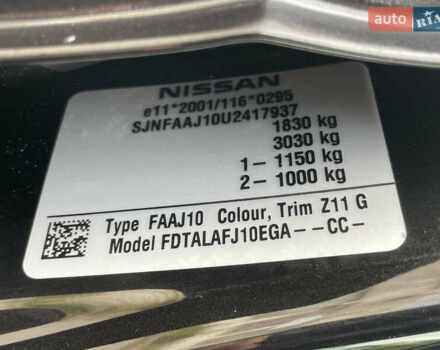 auto RIA
NISSAN
e11*2001/116*0295
SJNFAAJ10U2417937
1830 kg
3030 kg
1- 1150 kg
2- 1000 kg
Type FAAJ10 Colour, Trim Z11 G
Model FDTALAFJ10EGA--CC-